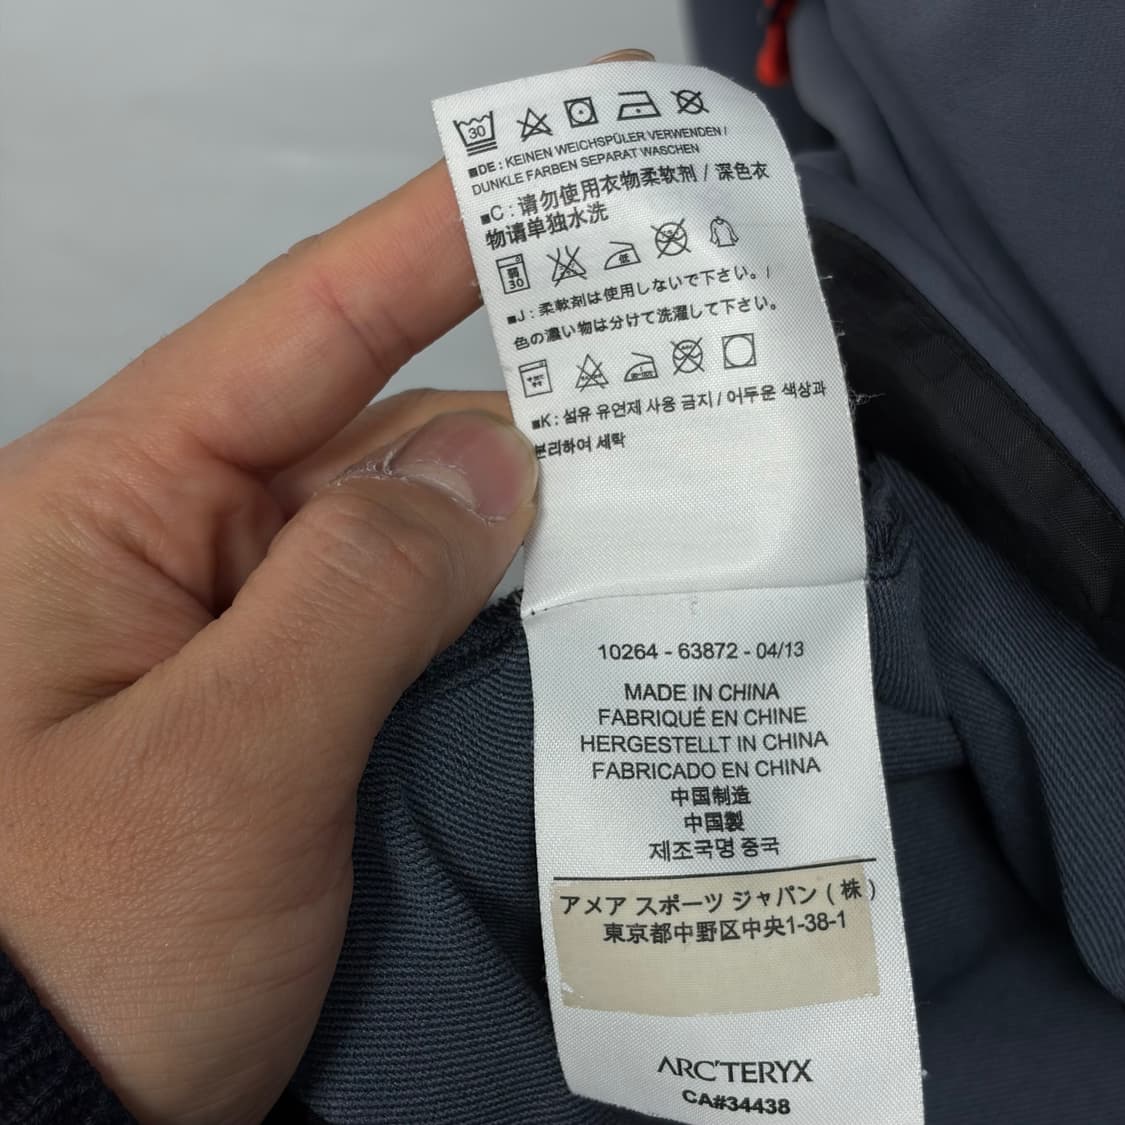 30
■DE : KEINEN WEICHSPÜLER VERWENDEN /
DUNKLE FARBEN SEPARAT WASCHEN
■C : 请勿使用衣物柔软剂 / 深色衣
物请单独水洗
弱
30
低
■J : 柔軟剤は使用しないで下さい。/
色の濃い物は分けて洗濯して下さい。
■K : 섬유 유연제 사용 금지 / 어두운 색상과
분리하여 세탁
10264 - 63872 - 04/13
MADE IN CHINA
FABRIQUÉ EN CHINE
HERGESTELLT IN CHINA
FABRICADO EN CHINA
中国制造
中国製
제조국명 중국
アメア スポーツ ジャパン ( 株 )
東京都中野区中央1-38-1
ARC'TERYX
CA#34438